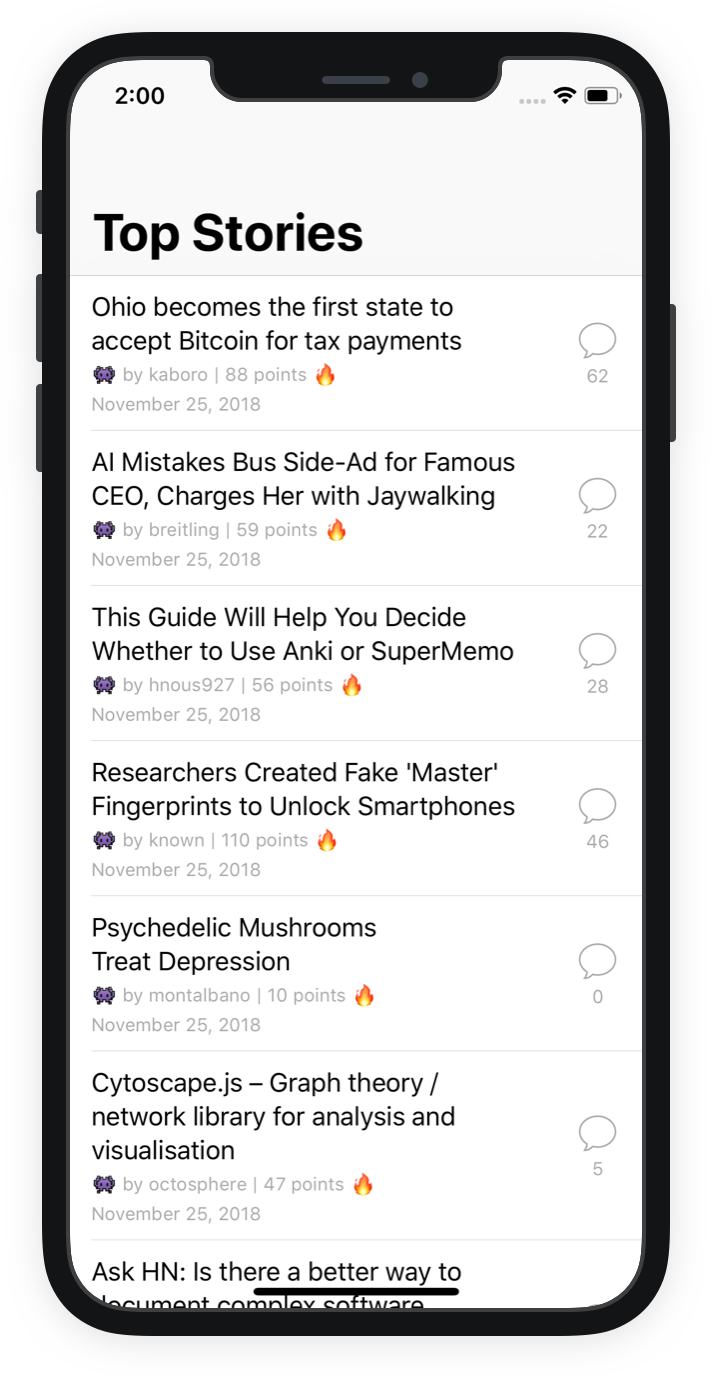 2:00
Top Stories
Ohio becomes the first state to
accept Bitcoin for tax payments
👾 by kaboro | 88 points 🔥
62
November 25, 2018
AI Mistakes Bus Side-Ad for Famous
CEO, Charges Her with Jaywalking
👾 by breitling | 59 points 🔥
22
November 25, 2018
This Guide Will Help You Decide
Whether to Use Anki or SuperMemo
👾 by hnous927 | 56 points 🔥
28
November 25, 2018
Researchers Created Fake 'Master'
Fingerprints to Unlock Smartphones
👾 by known | 110 points 🔥
46
November 25, 2018
Psychedelic Mushrooms
Treat Depression
👾 by montalbano | 10 points 🔥
0
November 25, 2018
Cytoscape.js – Graph theory /
network library for analysis and
visualisation
5
👾 by octosphere | 47 points 🔥
November 25, 2018
Ask HN: Is there a better way to
document complex software